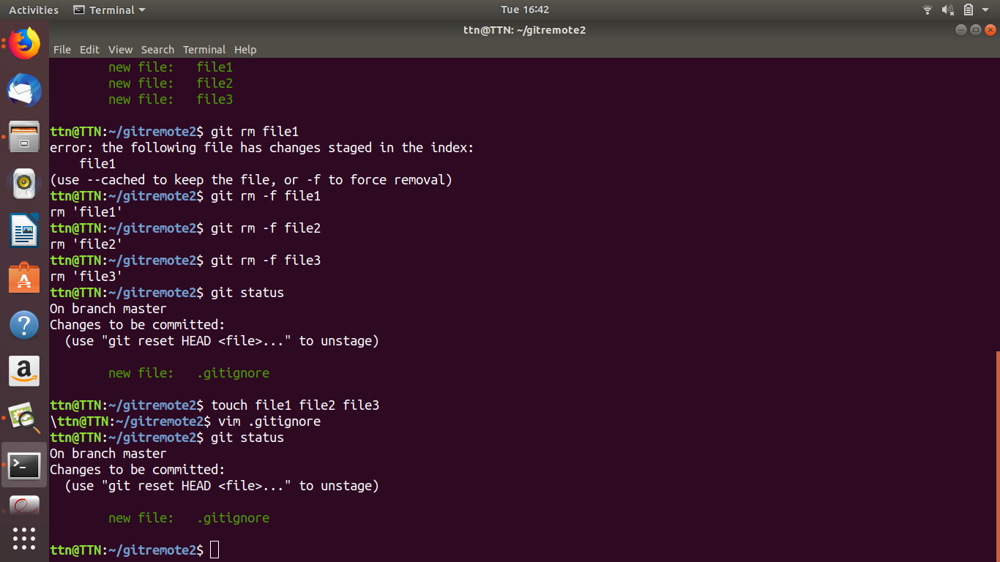 Activities Terminal Tue 16:42
ttn@TTN: ~/gitremote2
File Edit View Search Terminal Help
new file:   file1
new file:   file2
new file:   file3
ttn@TTN:~/gitremote2$ git rm file1
error: the following file has changes staged in the index:
file1
(use --cached to keep the file, or -f to force removal)
ttn@TTN:~/gitremote2$ git rm -f file1
rm 'file1'
ttn@TTN:~/gitremote2$ git rm -f file2
rm 'file2'
ttn@TTN:~/gitremote2$ git rm -f file3
rm 'file3'
ttn@TTN:~/gitremote2$ git status
On branch master
Changes to be committed:
(use "git reset HEAD <file>..." to unstage)
new file:   .gitignore
ttn@TTN:~/gitremote2$ touch file1 file2 file3
\ttn@TTN:~/gitremote2$ vim .gitignore
ttn@TTN:~/gitremote2$ git status
On branch master
Changes to be committed:
(use "git reset HEAD <file>..." to unstage)
new file:   .gitignore
ttn@TTN:~/gitremote2$